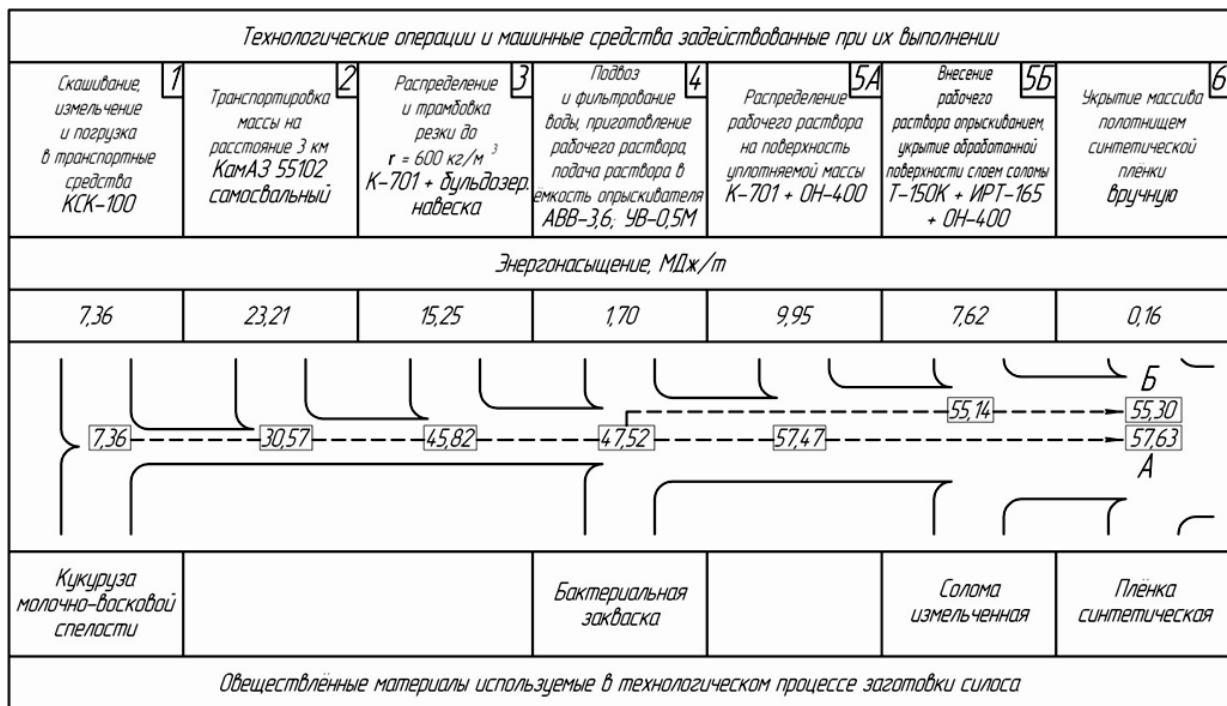 Технологические операции и машинные средства задействованные при их выполнении
1
Скашивание,
измельчение
и погрузка
в транспортные
средства
КСК-100
2
Транспортировка
массы на
расстояние 3 км
КамАЗ 55102
самосвальный
3
Распределение
и трамбовка
резки до
r = 600 кг/м ³
К-701 + бульдозер.
навеска
4
Подвоз
и фильтрование
воды, приготовление
рабочего раствора,
подача раствора в
ёмкость опрыскивателя
АВВ-3,6; УВ-0,5М
5А
Распределение
рабочего раствора
на поверхность
уплотняемой массы
К-701 + ОН-400
5Б
Внесение
рабочего
раствора опрыскиванием,
укрытие обработанной
поверхности слоем соломы
Т-150К + ИРТ-165
+ ОН-400
6
Укрытие массива
полотнищем
синтетической
плёнки
вручную
Энергонасыщение, МДж/т
7,36 23,21 15,25 1,70 9,95 7,62 0,16
Б
55,14 55,30
7,36 30,57 45,82 47,52 57,47 57,63
А
Кукуруза
молочно-восковой
спелости
Бактериальная
закваска
Солома
измельченная
Плёнка
синтетическая
Овеществлённые материалы используемые в технологическом процессе заготовки силоса